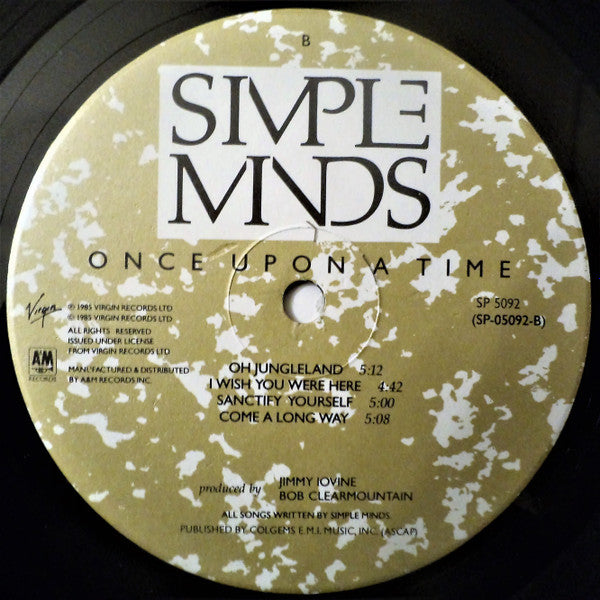 B
SIMPLE
MINDS
ONCE UPON A TIME
Virgin
℗ 1985 VIRGIN RECORDS LTD
© 1985 VIRGIN RECORDS LTD
ALL RIGHTS RESERVED
ISSUED UNDER LICENSE
FROM VIRGIN RECORDS LTD
A&M
RECORDS
MANUFACTURED & DISTRIBUTED
BY A&M RECORDS INC.
SP 5092
(SP-05092-B)
OH JUNGLELAND 5:12
I WISH YOU WERE HERE 4:42
SANCTIFY YOURSELF 5:00
COME A LONG WAY 5:08
produced by JIMMY IOVINE
BOB CLEARMOUNTAIN
ALL SONGS WRITTEN BY SIMPLE MINDS.
PUBLISHED BY COLGEMS E.M.I. MUSIC, INC. (ASCAP)